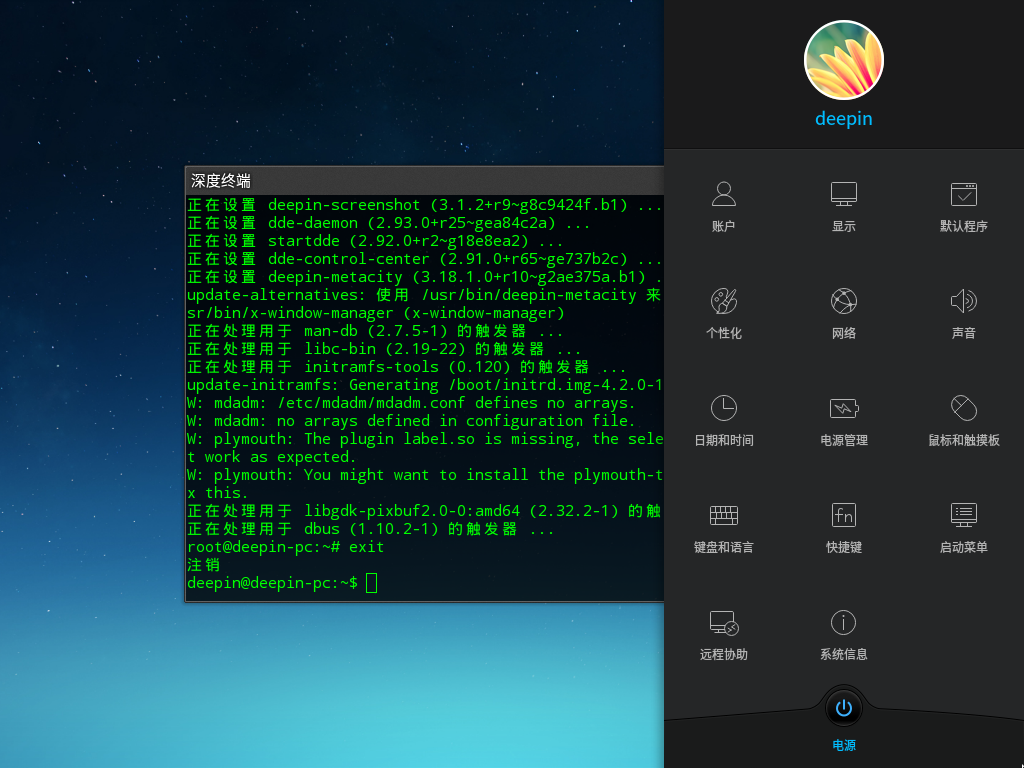 深度终端
正在设置 deepin-screenshot (3.1.2+r9~g8c9424f.b1) ...
正在设置 dde-daemon (2.93.0+r25~gea84c2a) ...
正在设置 startdde (2.92.0+r2~g18e8ea2) ...
正在设置 dde-control-center (2.91.0+r65~ge737b2c) ...
正在设置 deepin-metacity (3.18.1.0+r10~g2ae375a.b1) .
update-alternatives: 使用 /usr/bin/deepin-metacity 来
sr/bin/x-window-manager (x-window-manager)
正在处理用于 man-db (2.7.5-1) 的触发器 ...
正在处理用于 libc-bin (2.19-22) 的触发器 ...
正在处理用于 initramfs-tools (0.120) 的触发器 ...
update-initramfs: Generating /boot/initrd.img-4.2.0-1
W: mdadm: /etc/mdadm/mdadm.conf defines no arrays.
W: mdadm: no arrays defined in configuration file.
W: plymouth: The plugin label.so is missing, the sele
t work as expected.
W: plymouth: You might want to install the plymouth-t
x this.
正在处理用于 libgdk-pixbuf2.0-0:amd64 (2.32.2-1) 的触
正在处理用于 dbus (1.10.2-1) 的触发器 ...
root@deepin-pc:~# exit
注销
deepin@deepin-pc:~$
deepin
账户 显示 默认程序
个性化 网络 声音
日期和时间 电源管理 鼠标和触摸板
fn
键盘和语言 快捷键 启动菜单
远程协助 系统信息
电源